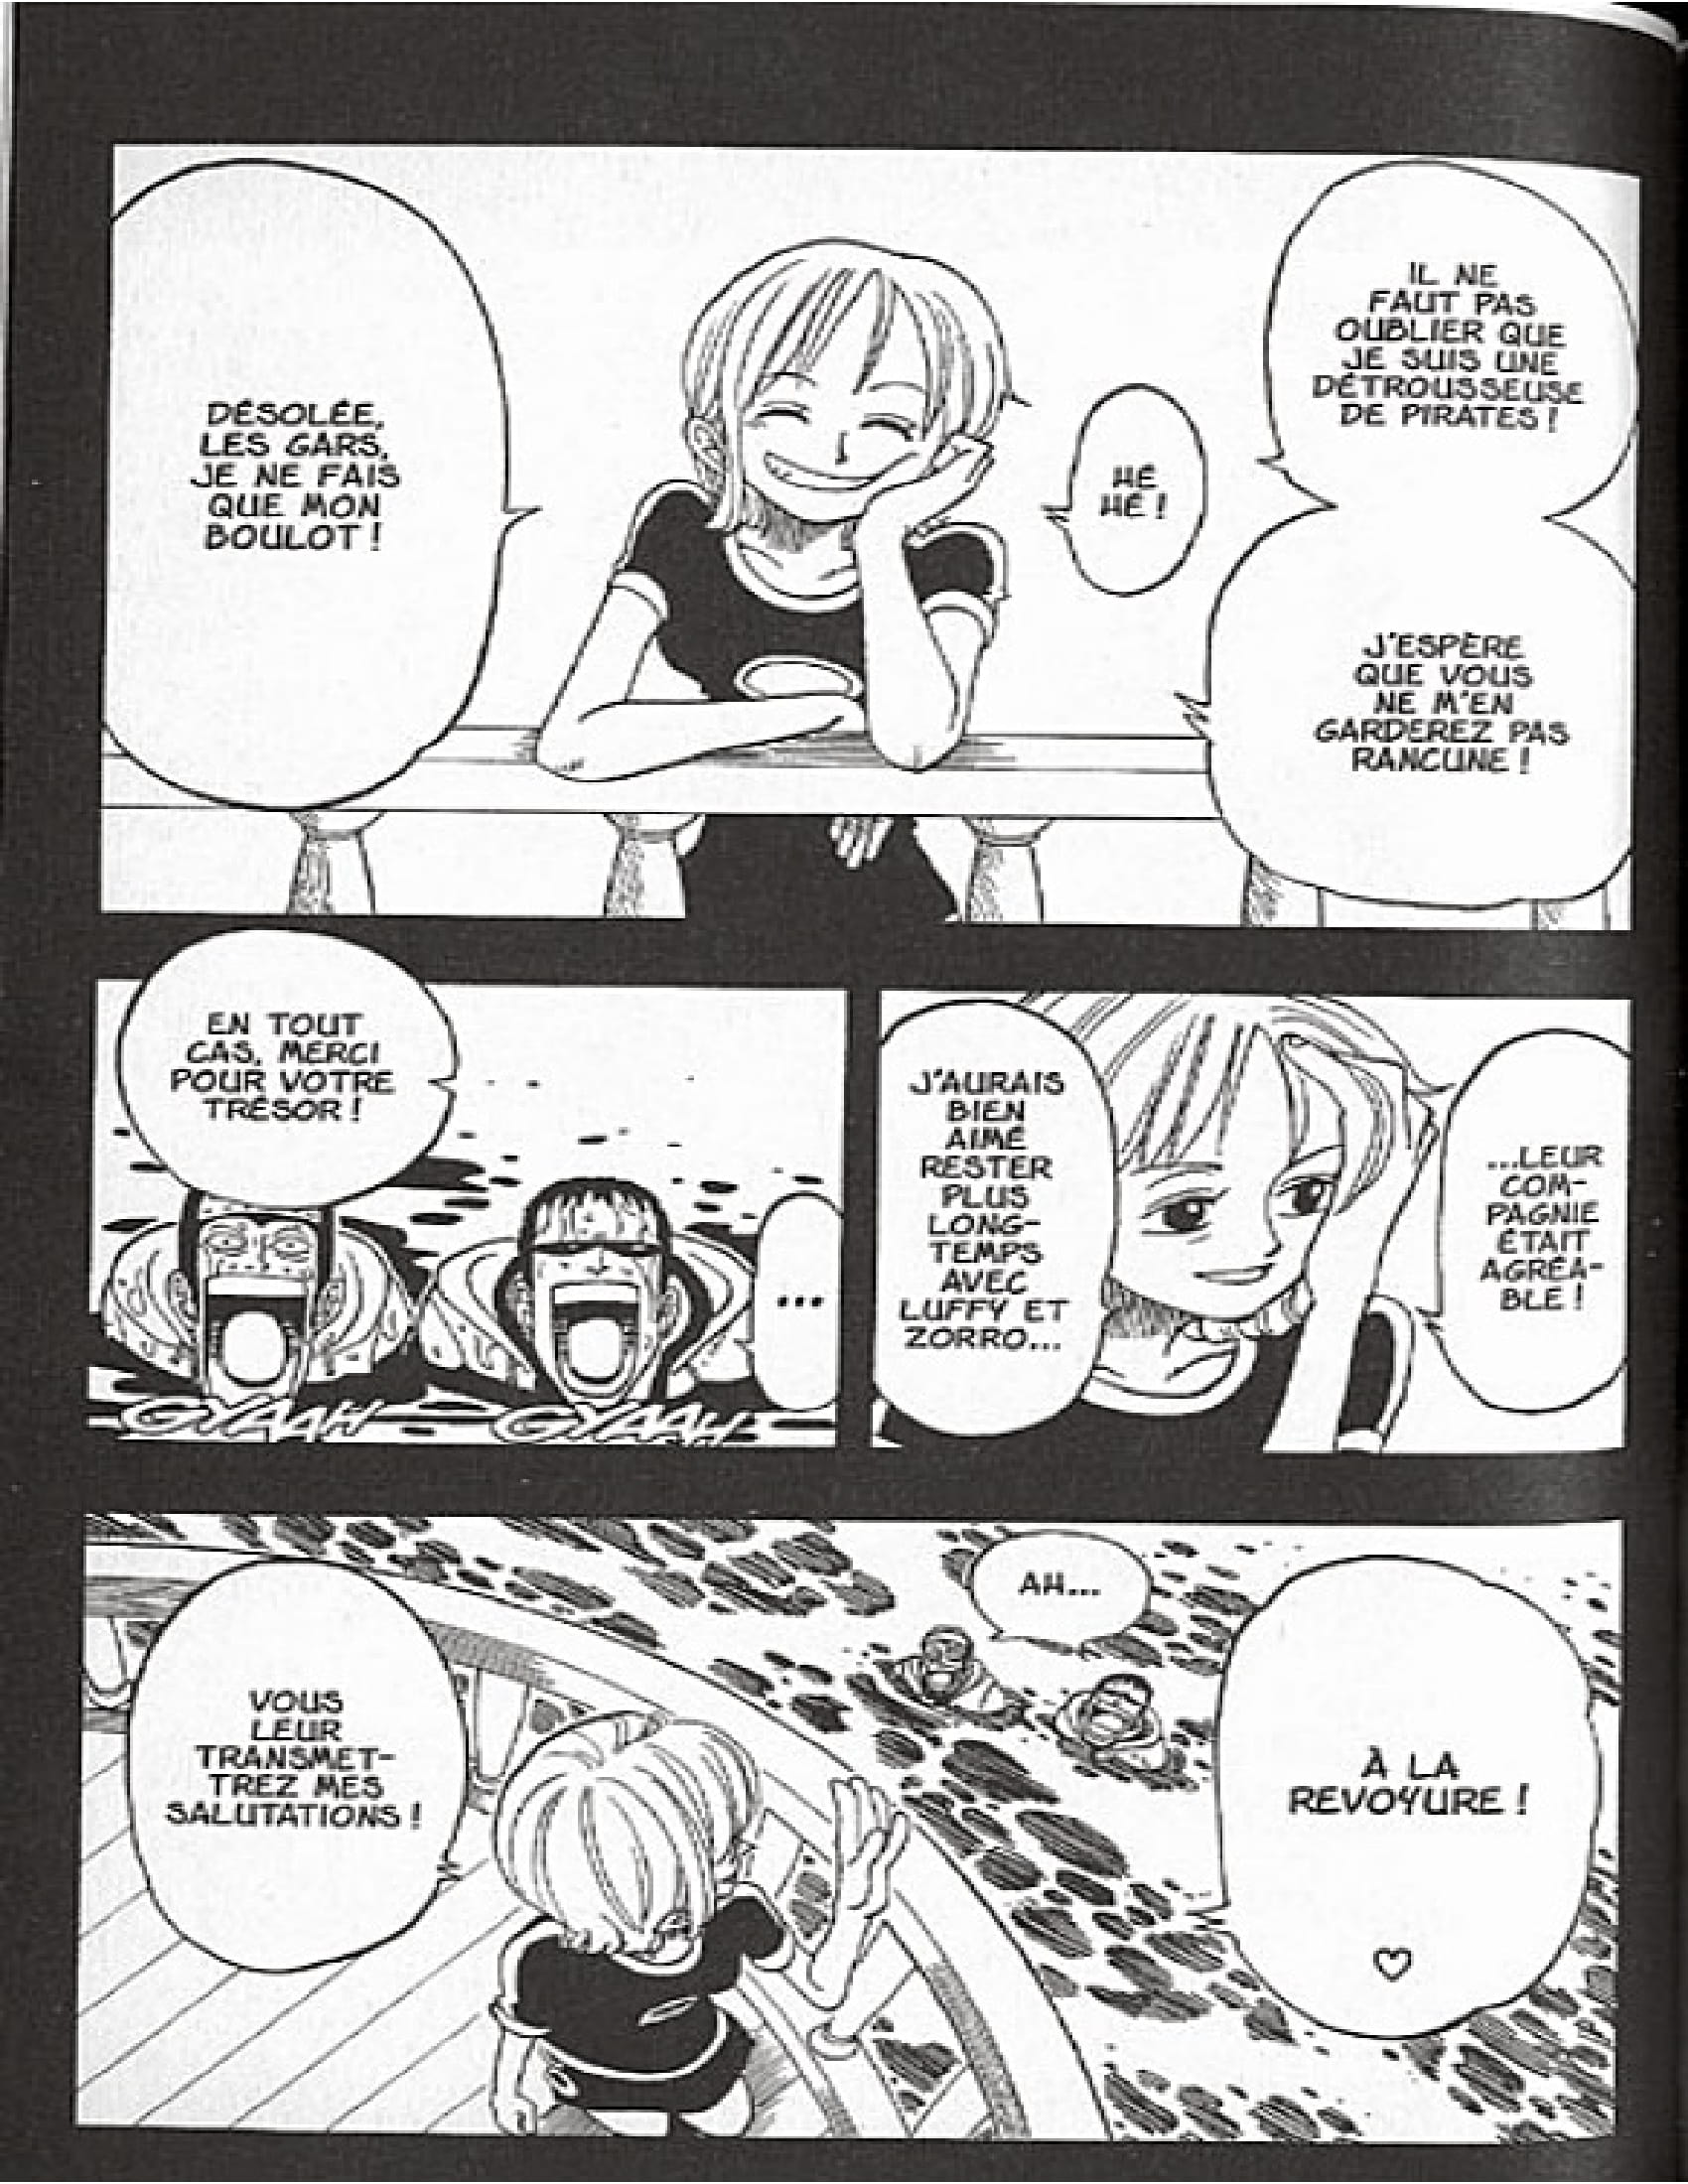 IL NE
FAUT PAS
OUBLIER QUE
JE SUIS UNE
DÉTROUSSEUSE
DE PIRATES !
J'ESPÈRE
QUE VOUS
NE M'EN
GARDEREZ PAS
RANCUNE !
HÉ
HÉ !
DÉSOLÉE,
LES GARS,
JE NE FAIS
QUE MON
BOULOT !
...LEUR
COM-
PAGNIE
ÉTAIT
AGRÉA-
BLE !
J'AURAIS
BIEN
AIMÉ
RESTER
PLUS
LONG-
TEMPS
AVEC
LUFFY ET
ZORRO...
...
EN TOUT
CAS, MERCI
POUR VOTRE
TRÉSOR !
GYAAH
GYAAH
À LA
REVOYURE !
♡
AH...
VOUS
LEUR
TRANSMET-
TREZ MES
SALUTATIONS !